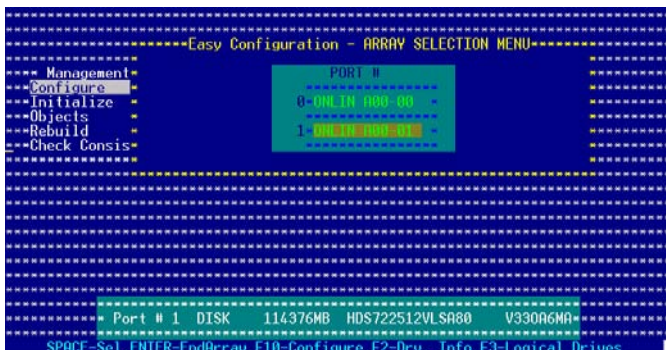 Easy Configuration - ARRAY SELECTION MENU
Management
PORT #
Configure
0 ONLIN A00-00
Initialize
Objects
1 ONLIN A00-01
Rebuild
Check Consis
Port # 1 DISK 114376MB HDS722512VLSA80 V33OA6MA
SPACE-Sel ENTER-EndArray F10-Configure F2-Drv. Info F3-Logical Drives